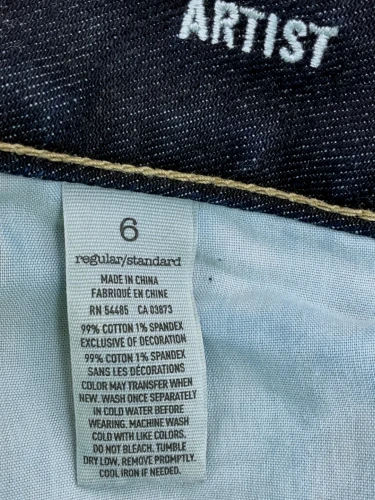 ARTIST
6
regular/standard
MADE IN CHINA
FABRIQUÉ EN CHINE
RN 54485 CA 03873
99% COTTON 1% SPANDEX
EXCLUSIVE OF DECORATION
99% COTON 1% SPANDEX
SANS LES DÉCORATIONS
COLOR MAY TRANSFER WHEN
NEW. WASH ONCE SEPARATELY
IN COLD WATER BEFORE
WEARING. MACHINE WASH
COLD WITH LIKE COLORS.
DO NOT BLEACH. TUMBLE
DRY LOW. REMOVE PROMPTLY.
COOL IRON IF NEEDED.